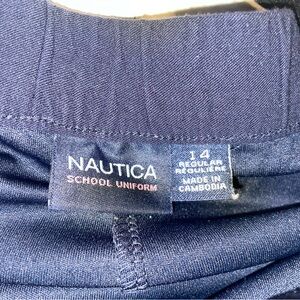 NAUTICA
SCHOOL UNIFORM
14
REGULAR
RÉGULIÈRE
MADE IN
CAMBODIA